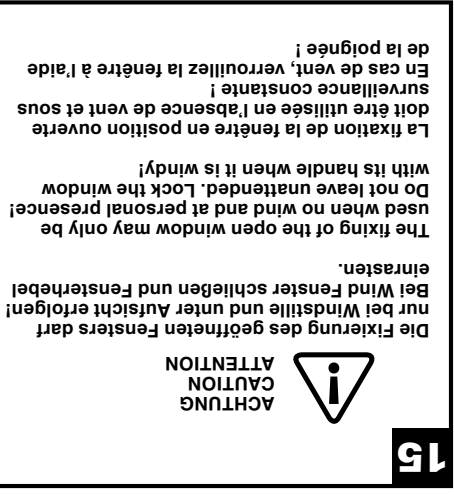 15
ACHTUNG
CAUTION
ATTENTION
Die Fixierung des geöffneten Fensters darf
nur bei Windstille und unter Aufsicht erfolgen!
Bei Wind Fenster schließen und Fensterhebel
einrasten.
The fixing of the open window may only be
used when no wind and at personal presence!
Do not leave unattended. Lock the window
with its handle when it is windy!
La fixation de la fenêtre en position ouverte
doit être utilisée en l'absence de vent et sous
surveillance constante !
En cas de vent, verrouillez la fenêtre à l'aide
de la poignée !